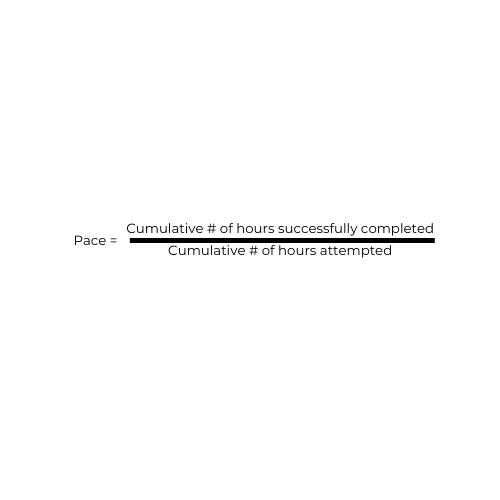 Cumulative # of hours successfully completed
Pace =
Cumulative # of hours attempted